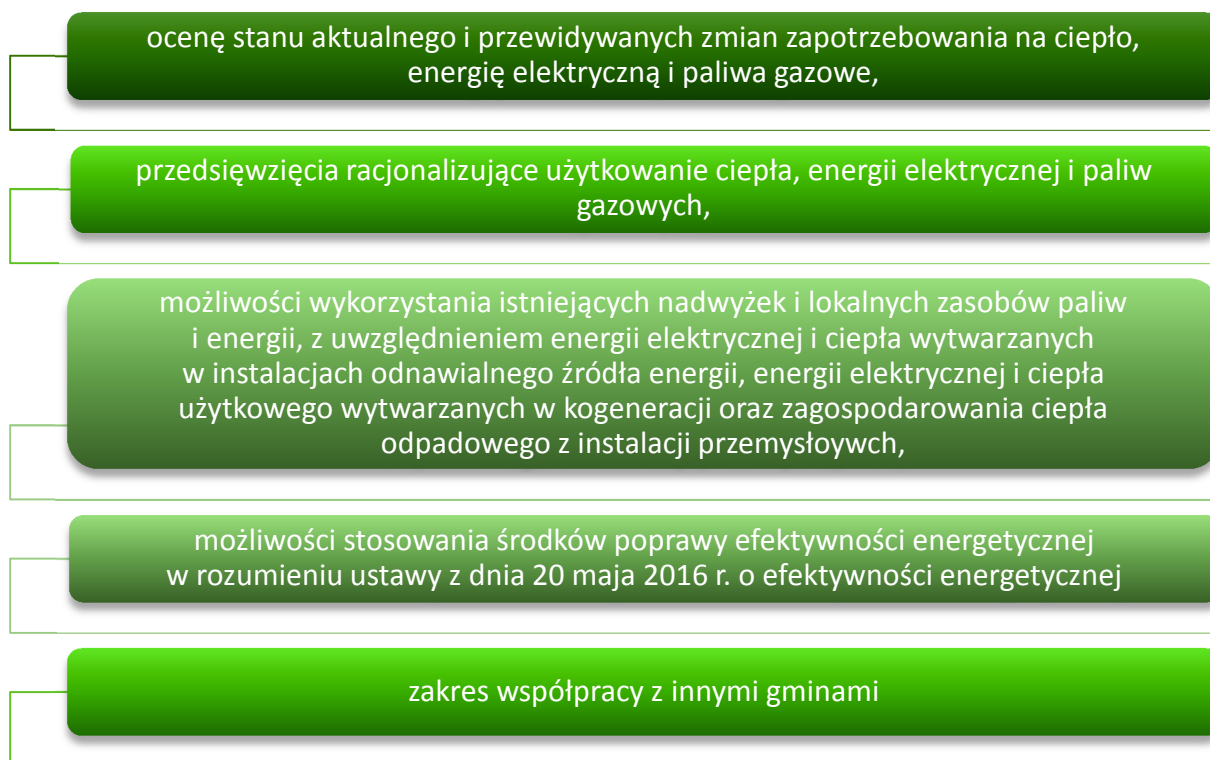 ocenę stanu aktualnego i przewidywanych zmian zapotrzebowania na ciepło,
energię elektryczną i paliwa gazowe,
przedsięwzięcia racjonalizujące użytkowanie ciepła, energii elektrycznej i paliw
gazowych,
możliwości wykorzystania istniejących nadwyżek i lokalnych zasobów paliw
i energii, z uwzględnieniem energii elektrycznej i ciepła wytwarzanych
w instalacjach odnawialnego źródła energii, energii elektrycznej i ciepła
użytkowego wytwarzanych w kogeneracji oraz zagospodarowania ciepła
odpadowego z instalacji przemysłoywch,
możliwości stosowania środków poprawy efektywności energetycznej
w rozumieniu ustawy z dnia 20 maja 2016 r. o efektywności energetycznej
zakres współpracy z innymi gminami